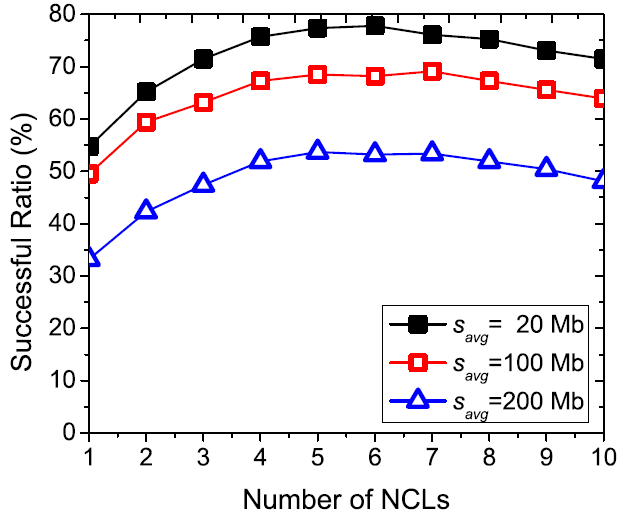 80
70
60
50
40
30
20
10
0
Successful Ratio (%)
s_avg= 20 Mb
s_avg=100 Mb
s_avg=200 Mb
1 2 3 4 5 6 7 8 9 10
Number of NCLs